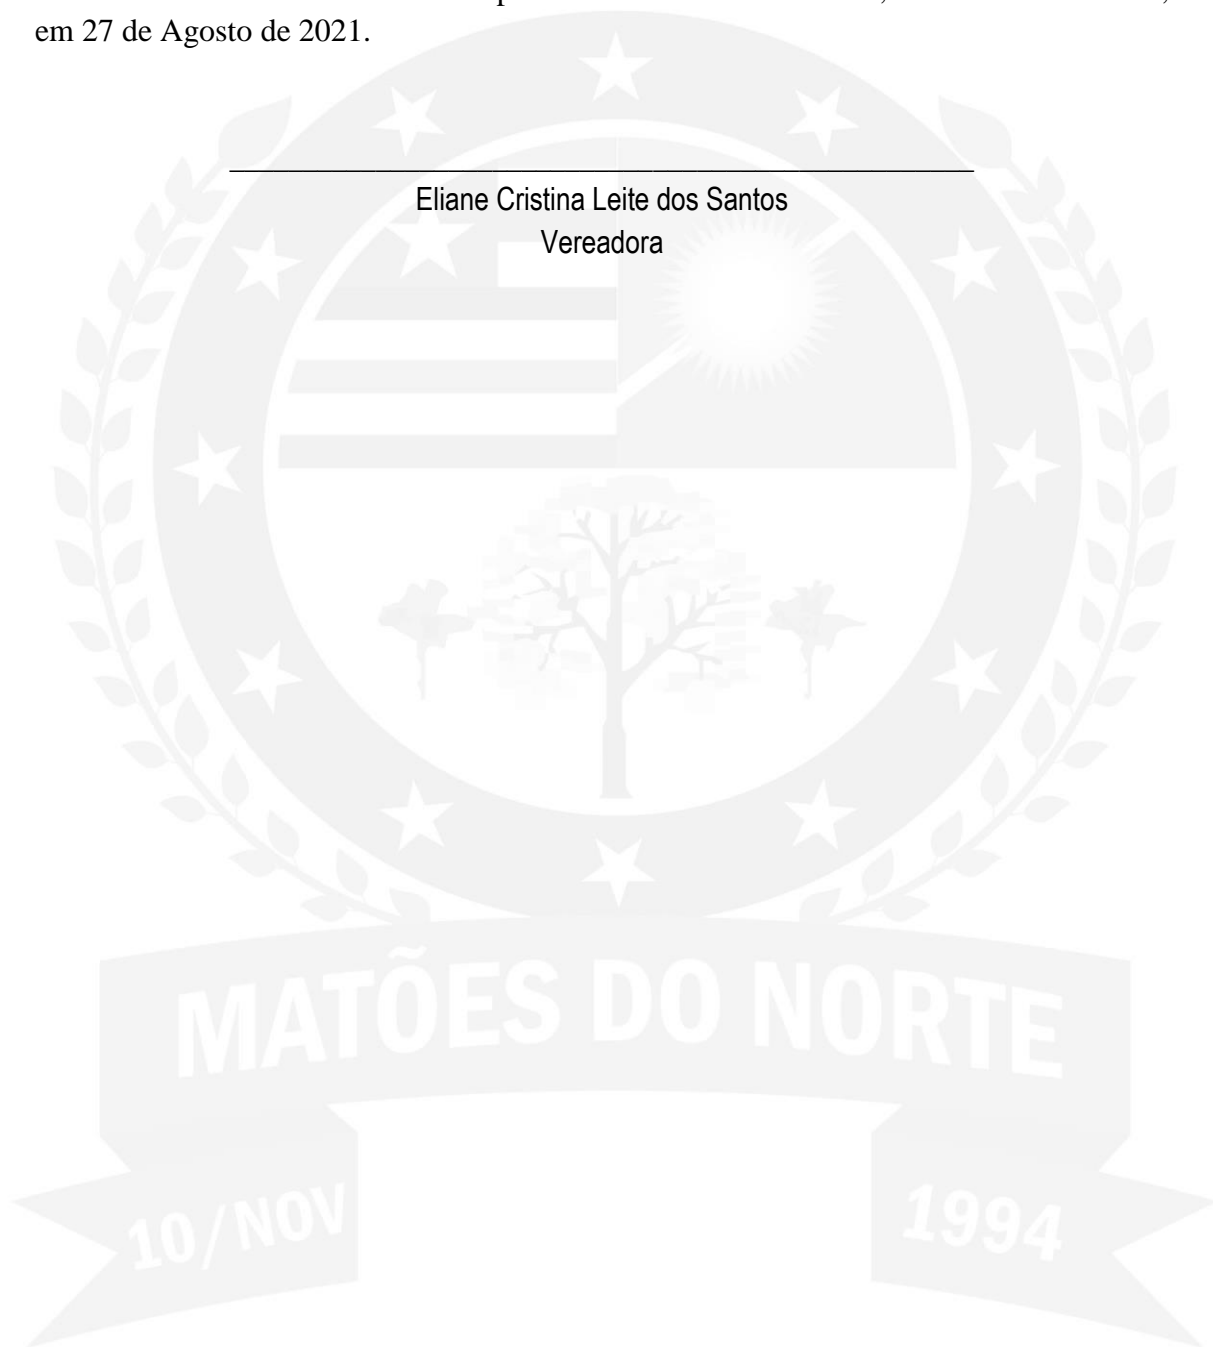 em 27 de Agosto de 2021.
Eliane Cristina Leite dos Santos
Vereadora
MATÕES DO NORTE
10/NOV
1994